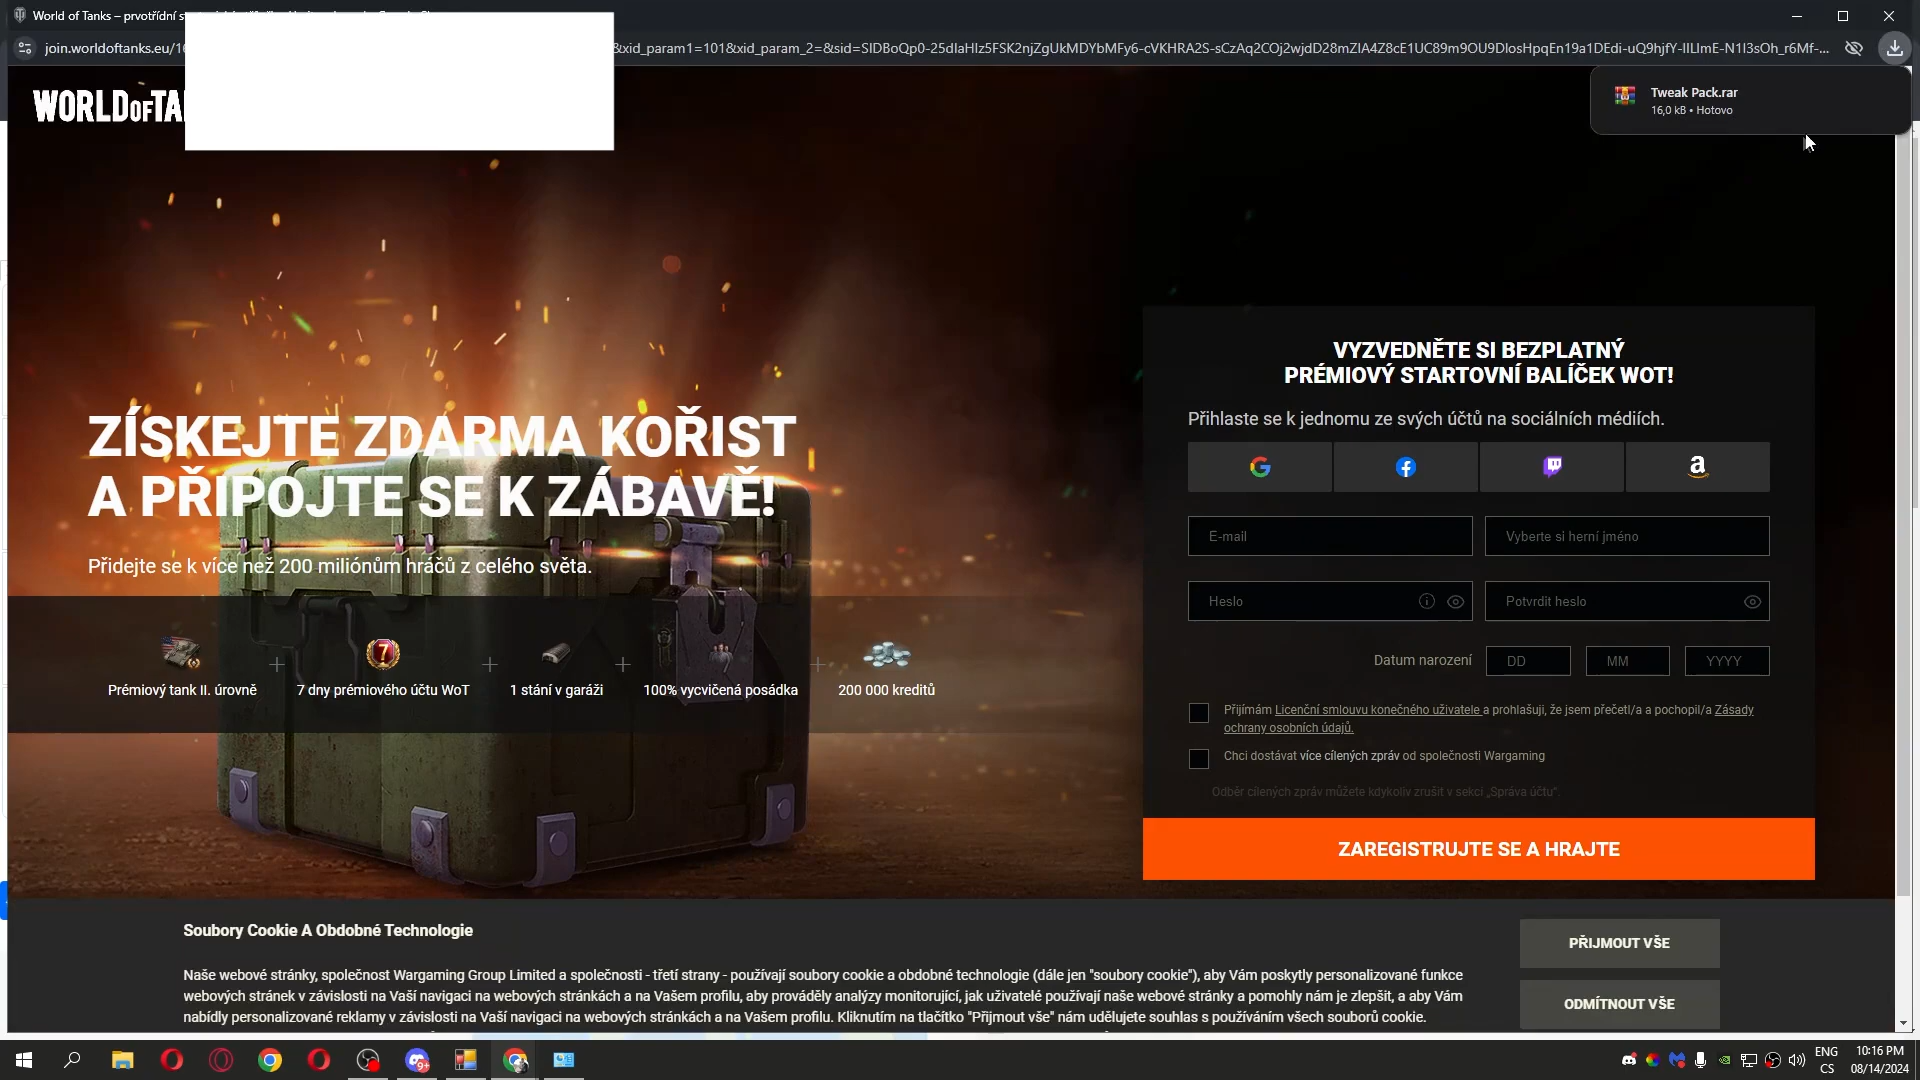 World of Tanks – prvotřídní
join.worldoftanks.eu/
&xid_param1=101&xid_param_2=&sid=SIDBoQp0-25dIaHIz5FSK2njZgUkMDYbMFy6-cVKHRA2S-sCzAq2COj2wjdD28mZIA4Z8cE1UC89m9OU9DlosHpqEn19a1DEdi-uQ9hjfY-IILlmE-N1I3sOh_r6Mf-...
Tweak Pack.rar
16,0 kB • Hotovo
WORLD OF TA
VYZVEDNĚTE SI BEZPLATNÝ
PRÉMIOVÝ STARTOVNÍ BALÍČEK WOT!
Přihlaste se k jednomu ze svých účtů na sociálních médiích.
ZÍSKEJTE ZDARMA KOŘIST
A PŘIPOJTE SE K ZÁBAVĚ!
Přidejte se k více než 200 miliónům hráčů z celého světa.
E-mail
Vyberte si herní jméno
Heslo
Potvrdit heslo
Datum narození
DD
MM
YYYY
7
Prémiový tank II. úrovně
7 dny prémiového účtu WoT
1 stání v garáži
100% vycvičená posádka
200 000 kreditů
Přijímám Licenční smlouvu konečného uživatele a prohlašuji, že jsem přečetl/a a pochopil/a Zásady
ochrany osobních údajů.
Chci dostávat více cílených zpráv od společnosti Wargaming
Odběr cílených zpráv můžete kdykoliv zrušit v sekci „Správa účtu“.
ZAREGISTRUJTE SE A HRAJTE
Soubory Cookie A Obdobné Technologie
Naše webové stránky, společnost Wargaming Group Limited a společnosti - třetí strany - používají soubory cookie a obdobné technologie (dále jen "soubory cookie"), aby Vám poskytly personalizované funkce
webových stránek v závislosti na Vaší navigaci na webových stránkách a na Vašem profilu, aby prováděly analýzy monitorující, jak uživatelé používají naše webové stránky a pomohly nám je zlepšit, a aby Vám
nabídly personalizované reklamy v závislosti na Vaší navigaci na webových stránkách a na Vašem profilu. Kliknutím na tlačítko "Přijmout vše" nám udělujete souhlas s používáním všech souborů cookie.
PŘIJMOUT VŠE
ODMÍTNOUT VŠE
9+
ENG
CS
10:16 PM
08/14/2024